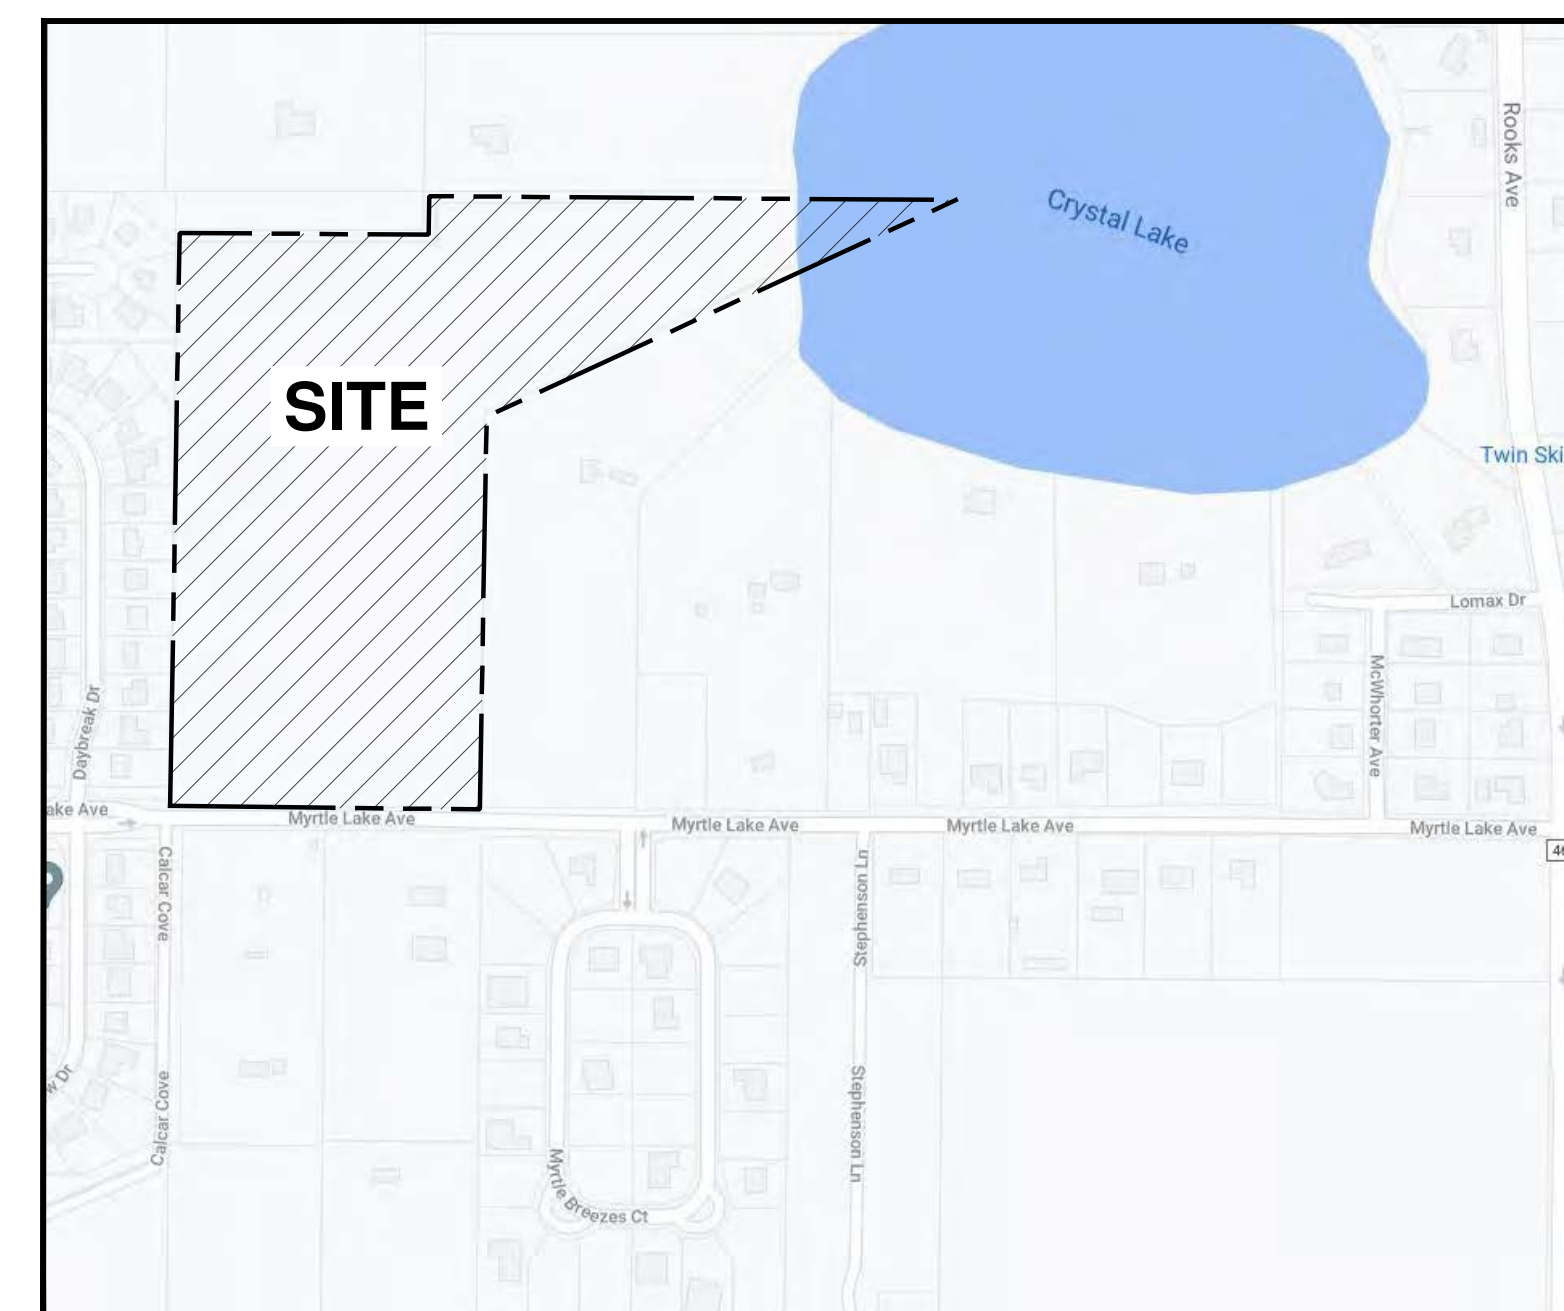 Rooks Ave
Crystal Lake
SITE
Twin Ski
Lomax Dr
McWhorter Ave
Daybreak Dr
ake Ave
Myrtle Lake Ave
Myrtle Lake Ave
Myrtle Lake Ave
Myrtle Lake Ave
Calcar Cove
Stephenson Ln
w Dr
Calcar Cove
Stephenson Ln
Myrtle Breezes Ct